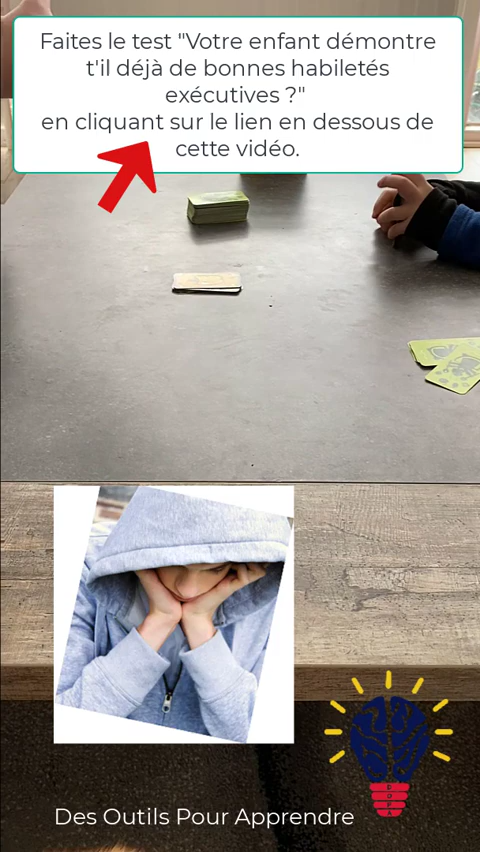 Faites le test "Votre enfant démontre
t'il déjà de bonnes habiletés
exécutives ?"
en cliquant sur le lien en dessous de
cette vidéo.
Des Outils Pour Apprendre